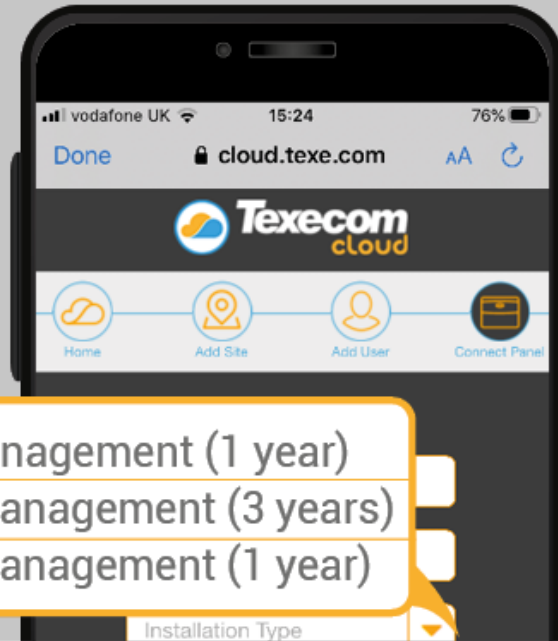 vodafone UK 15:24 76%
Done cloud.texe.com AA
Texecom
cloud
Home Add Site Add User Connect Panel
nagement (1 year)
anagement (3 years)
anagement (1 year)
Installation Type